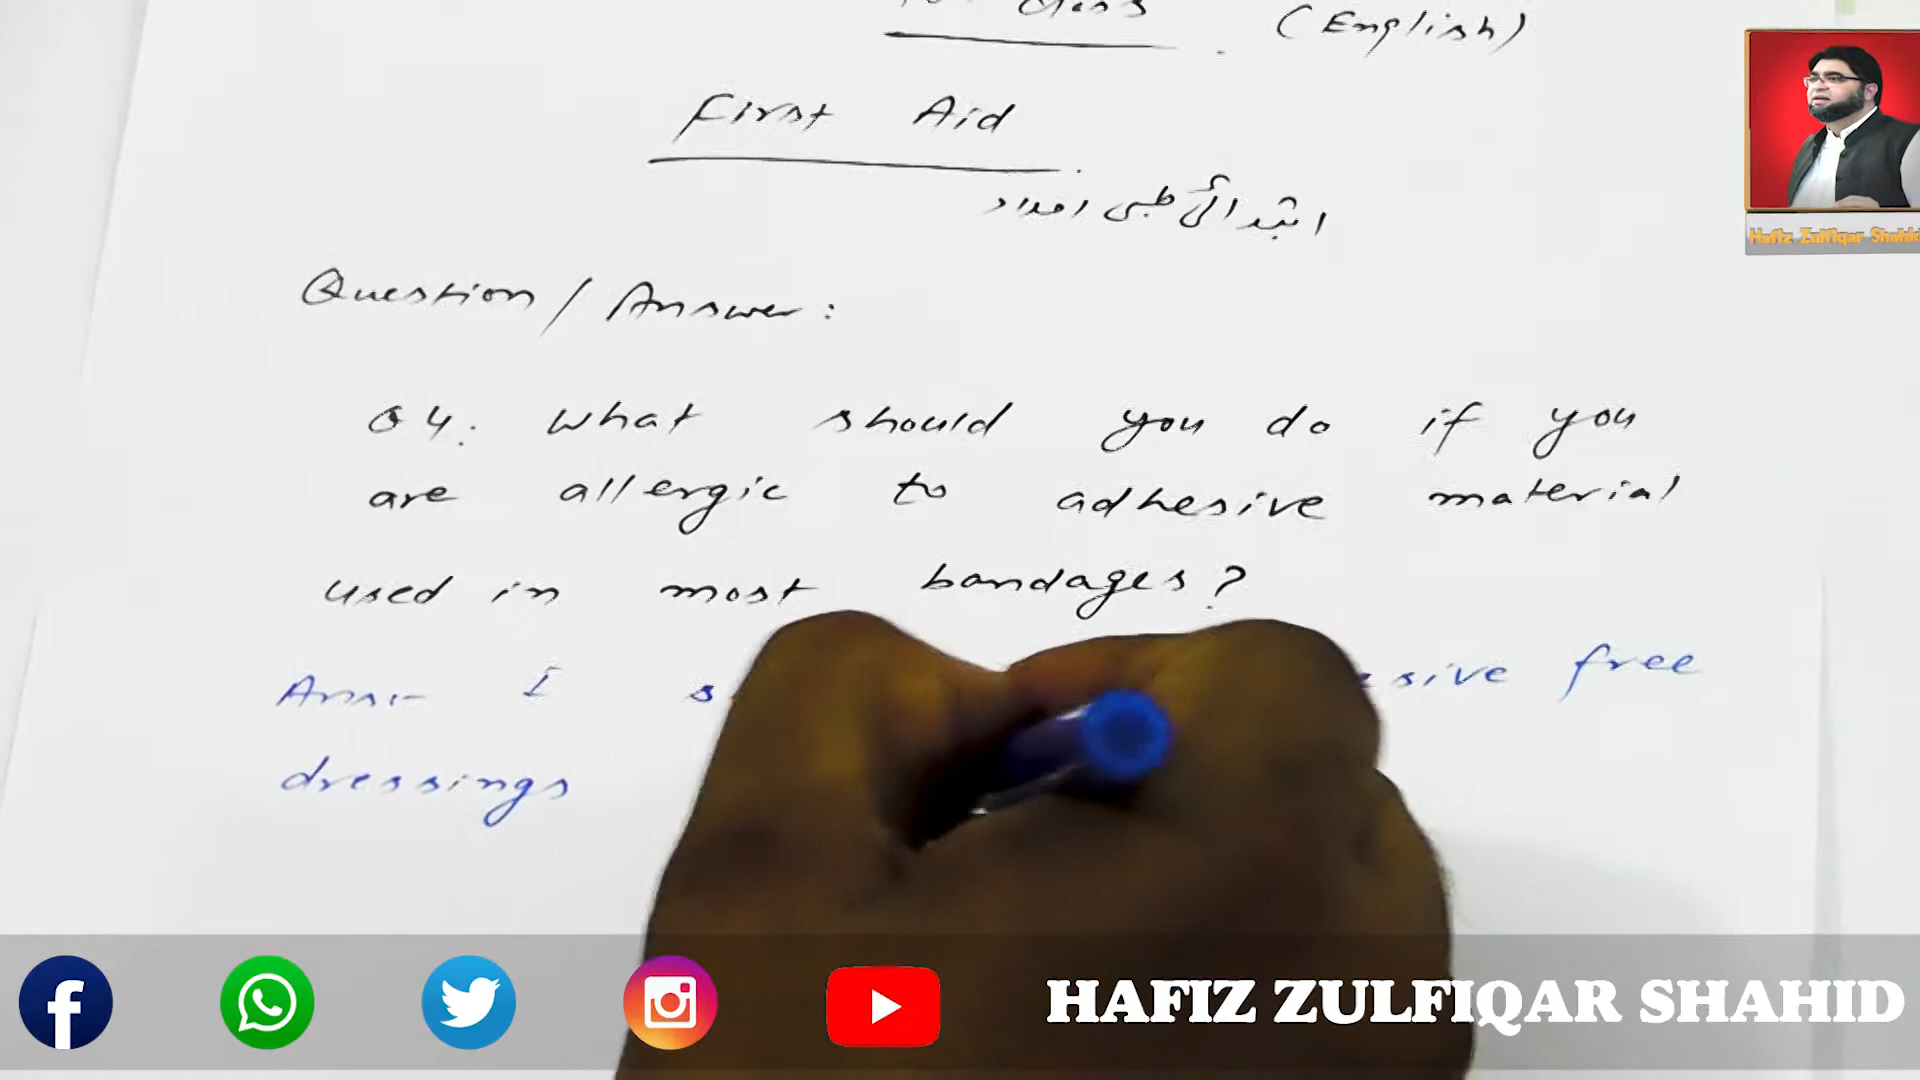 Class (English)
First Aid
ابتدائی طبی امداد
Question / Answer:
Q4: What should you do if you
are allergic to adhesive material
used in most bandages?
Ans:- I free
dressings
Hafiz Zulfiqar Shahid
HAFIZ ZULFIQAR SHAHID